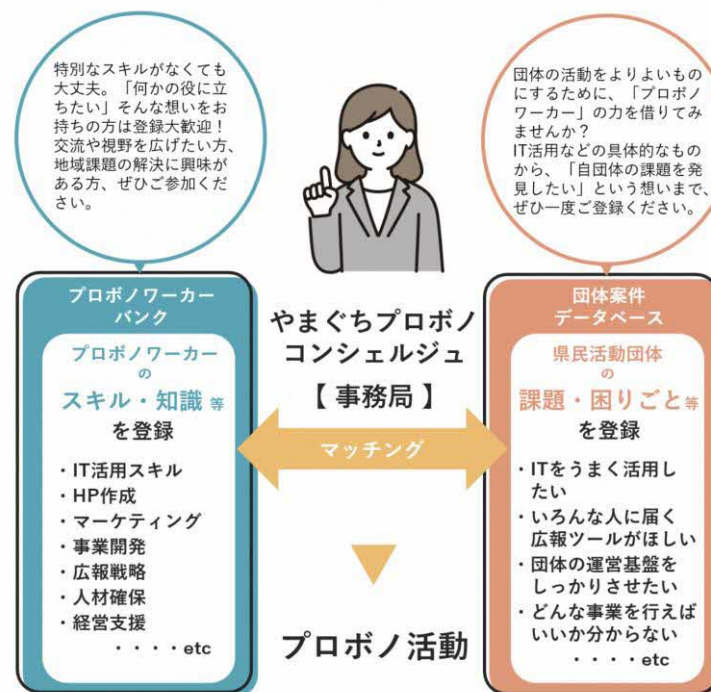 特別なスキルがなくても
大丈夫。「何かの役に立
ちたい」そんな想いをお
持ちの方は登録大歓迎！
交流や視野を広げたい方、
地域課題の解決に興味が
ある方、ぜひご参加くだ
さい。
団体の活動をよりよいもの
にするために、「プロボノ
ワーカー」の力を借りてみ
ませんか？
IT活用などの具体的なもの
から、「自団体の課題を発
見したい」という想いまで、
ぜひ一度ご登録ください。
プロボノワーカー
バンク
プロボノワーカー
の
スキル・知識 等
を登録
・IT活用スキル
・HP作成
・マーケティング
・事業開発
・広報戦略
・人材確保
・経営支援
・・・・etc
やまぐちプロボノ
コンシェルジュ
【 事務局 】
マッチング
プロボノ活動
団体案件
データベース
県民活動団体
の
課題・困りごと等
を登録
・ITをうまく活用し
たい
・いろんな人に届く
広報ツールがほしい
・団体の運営基盤を
しっかりさせたい
・どんな事業を行えば
いいか分からない
・・・・etc